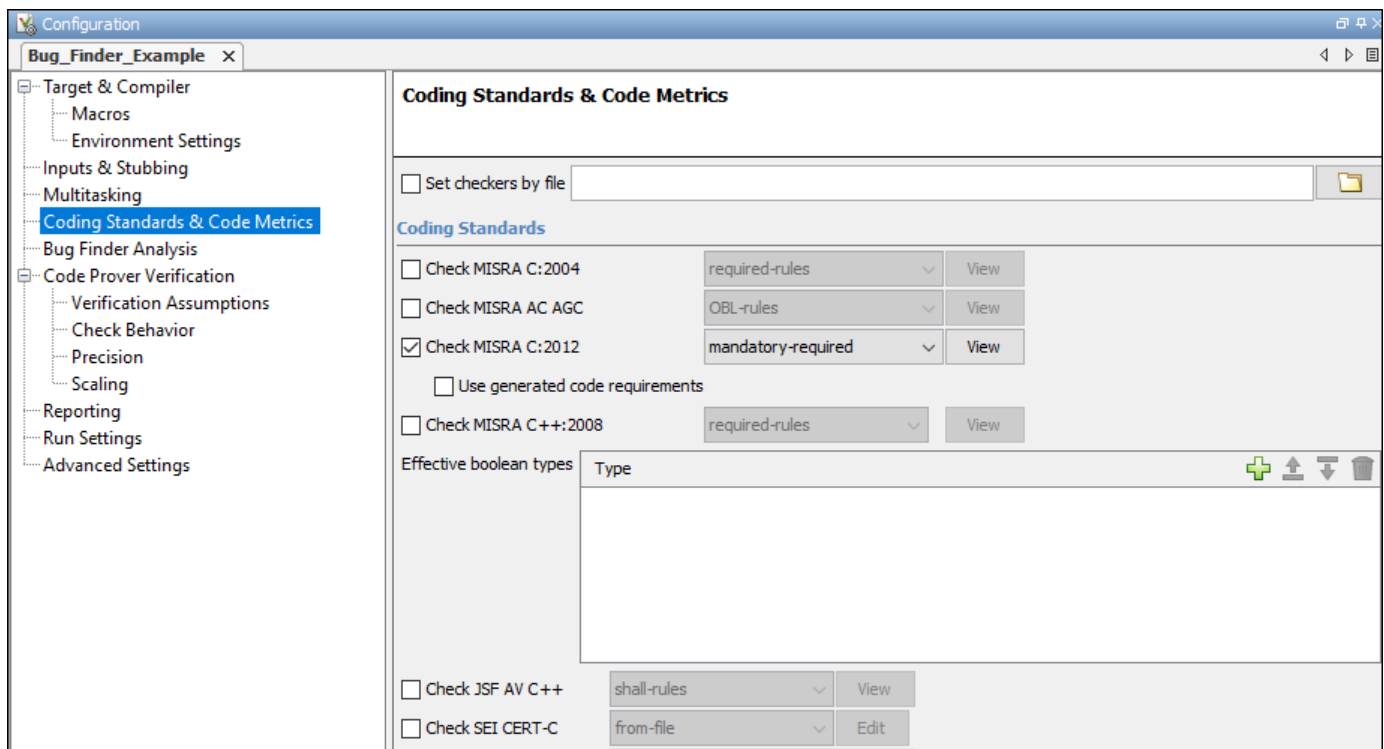 Configuration
Bug_Finder_Example X
Target & Compiler
Macros
Environment Settings
Inputs & Stubbing
Multitasking
Coding Standards & Code Metrics
Bug Finder Analysis
Code Prover Verification
Verification Assumptions
Check Behavior
Precision
Scaling
Reporting
Run Settings
Advanced Settings
Coding Standards & Code Metrics
Set checkers by file
Coding Standards
Check MISRA C:2004 required-rules View
Check MISRA AC AGC OBL-rules View
Check MISRA C:2012 mandatory-required View
Use generated code requirements
Check MISRA C++:2008 required-rules View
Effective boolean types Type
Check JSF AV C++ shall-rules View
Check SEI CERT-C from-file Edit